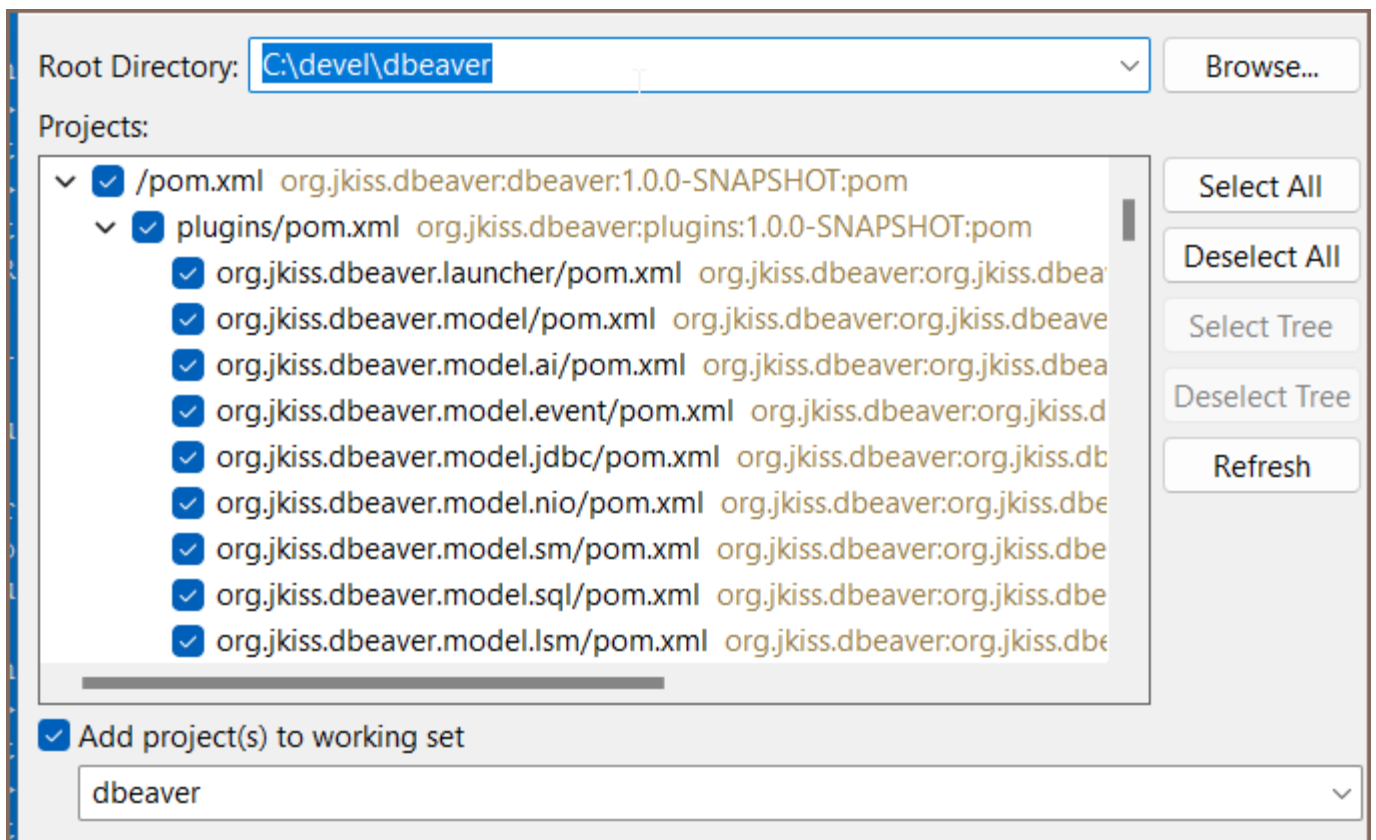 Root Directory: C:\devel\dbeaver Browse...
Projects:
/pom.xml org.jkiss.dbeaver:dbeaver:1.0.0-SNAPSHOT:pom
Select All
plugins/pom.xml org.jkiss.dbeaver:plugins:1.0.0-SNAPSHOT:pom
Deselect All
org.jkiss.dbeaver.launcher/pom.xml org.jkiss.dbeaver:org.jkiss.dbea
org.jkiss.dbeaver.model/pom.xml org.jkiss.dbeaver:org.jkiss.dbeave
Select Tree
org.jkiss.dbeaver.model.ai/pom.xml org.jkiss.dbeaver:org.jkiss.dbea
Deselect Tree
org.jkiss.dbeaver.model.event/pom.xml org.jkiss.dbeaver:org.jkiss.d
org.jkiss.dbeaver.model.jdbc/pom.xml org.jkiss.dbeaver:org.jkiss.db
Refresh
org.jkiss.dbeaver.model.nio/pom.xml org.jkiss.dbeaver:org.jkiss.dbe
org.jkiss.dbeaver.model.sm/pom.xml org.jkiss.dbeaver:org.jkiss.dbe
org.jkiss.dbeaver.model.sql/pom.xml org.jkiss.dbeaver:org.jkiss.dbe
org.jkiss.dbeaver.model.lsm/pom.xml org.jkiss.dbeaver:org.jkiss.dbe
Add project(s) to working set
dbeaver